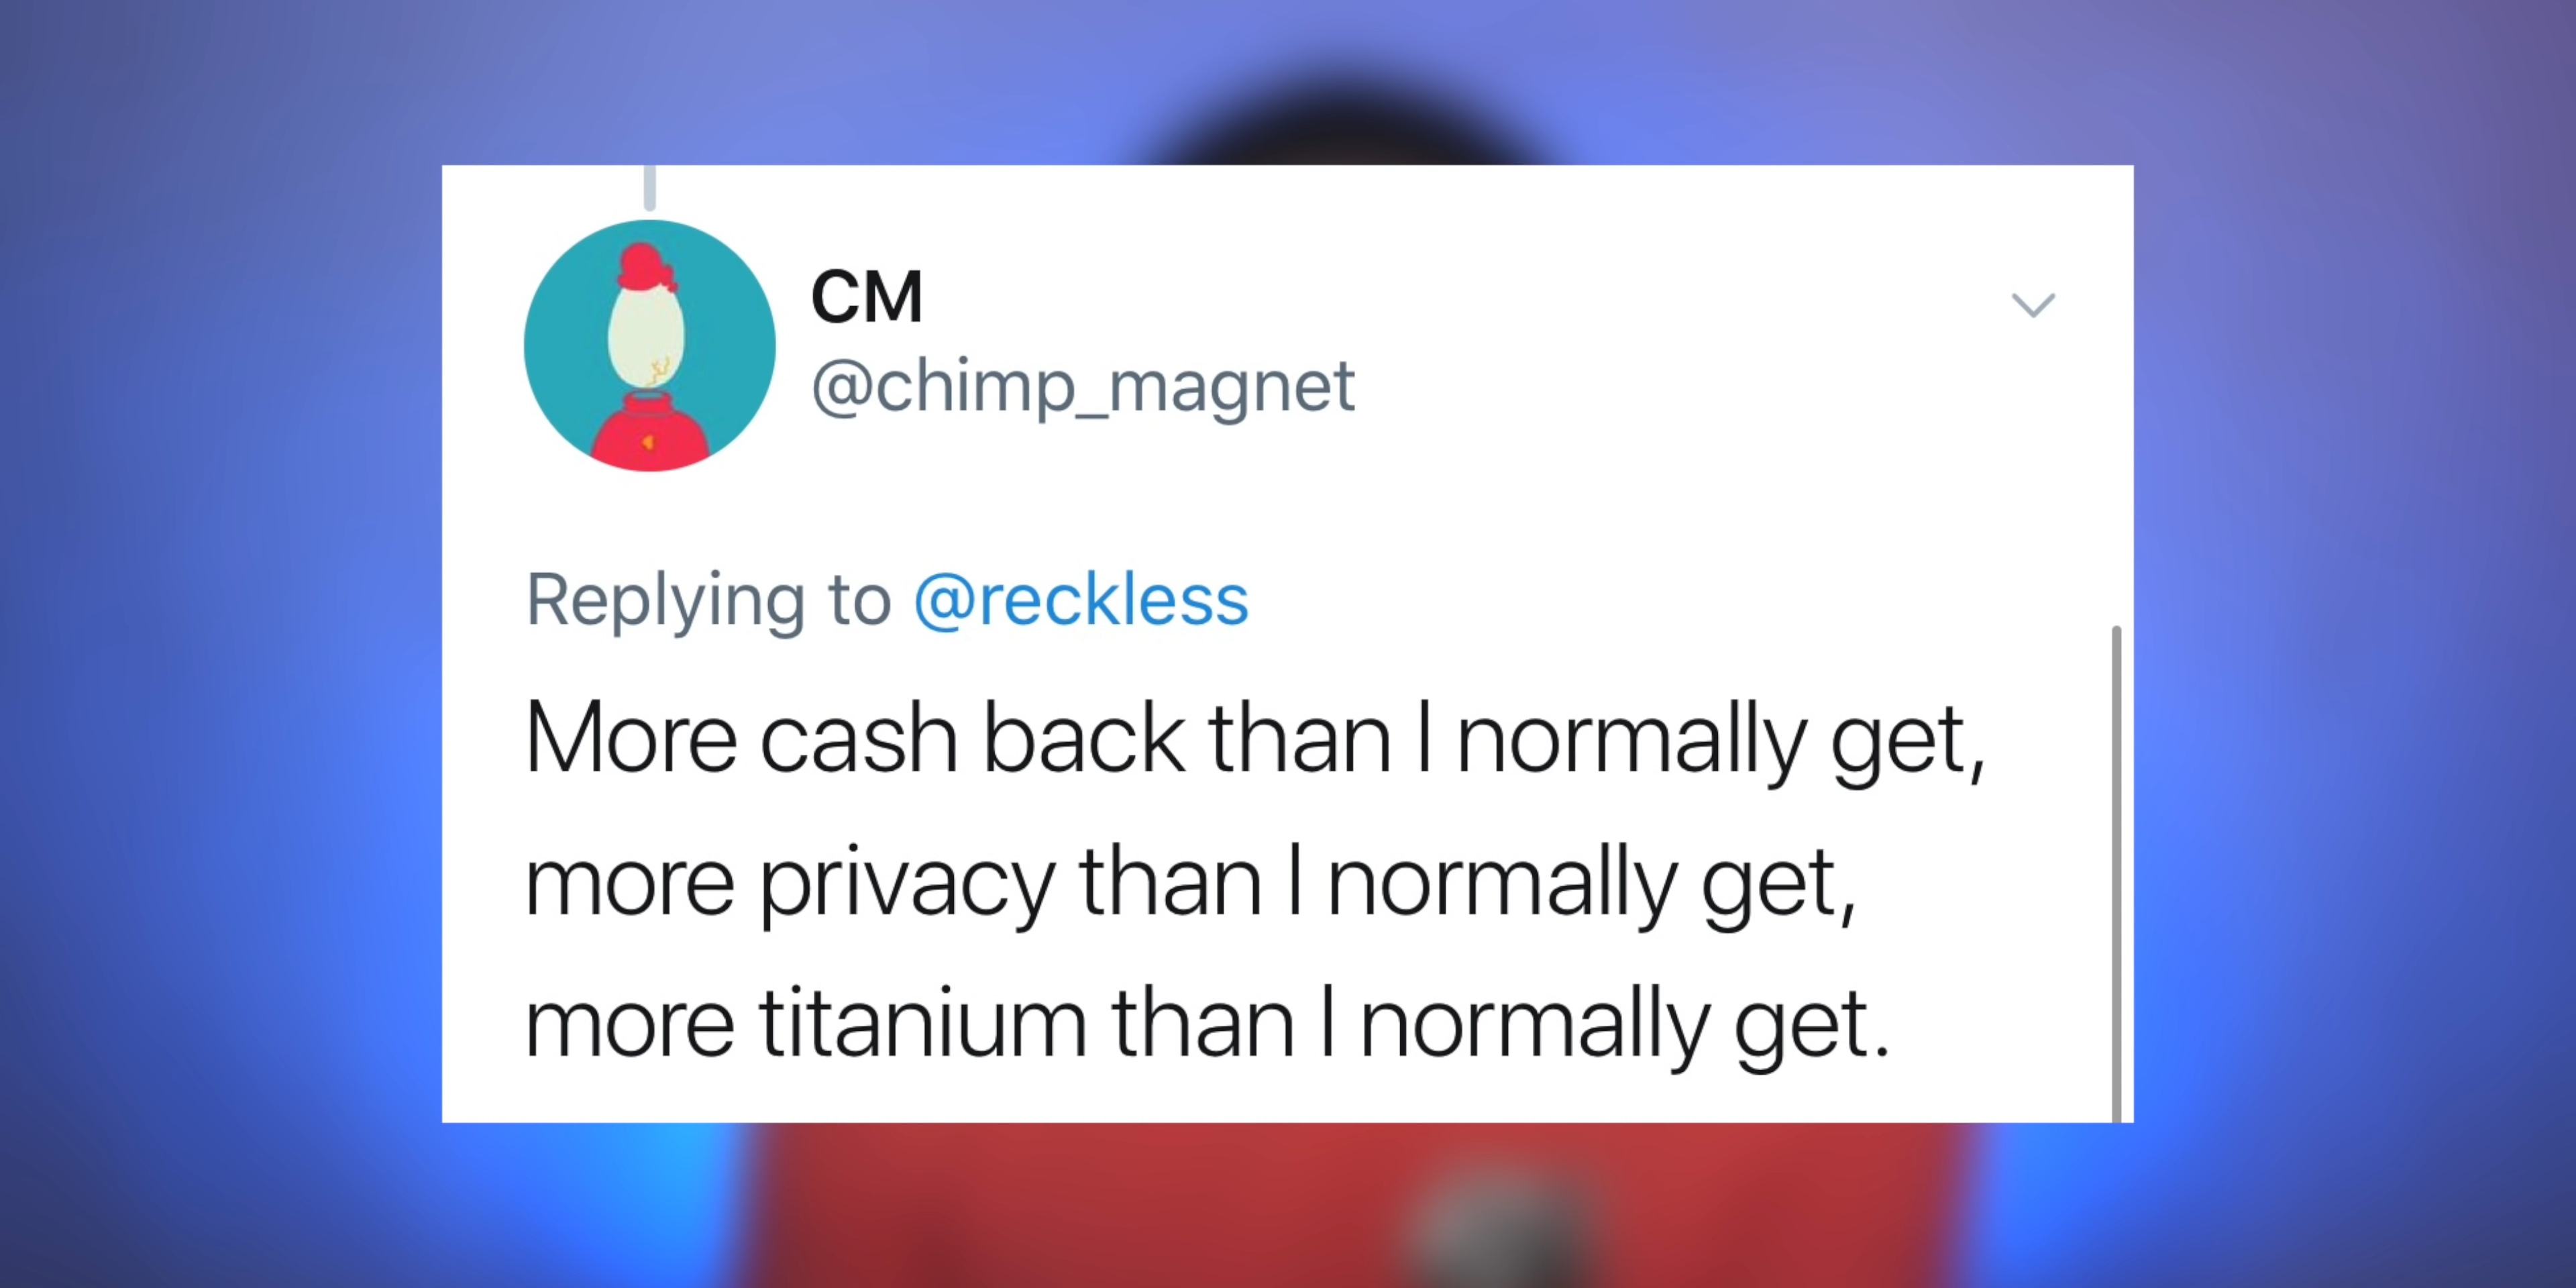 CM
@chimp_magnet
Replying to @reckless
More cash back than I normally get,
more privacy than I normally get,
more titanium than I normally get.